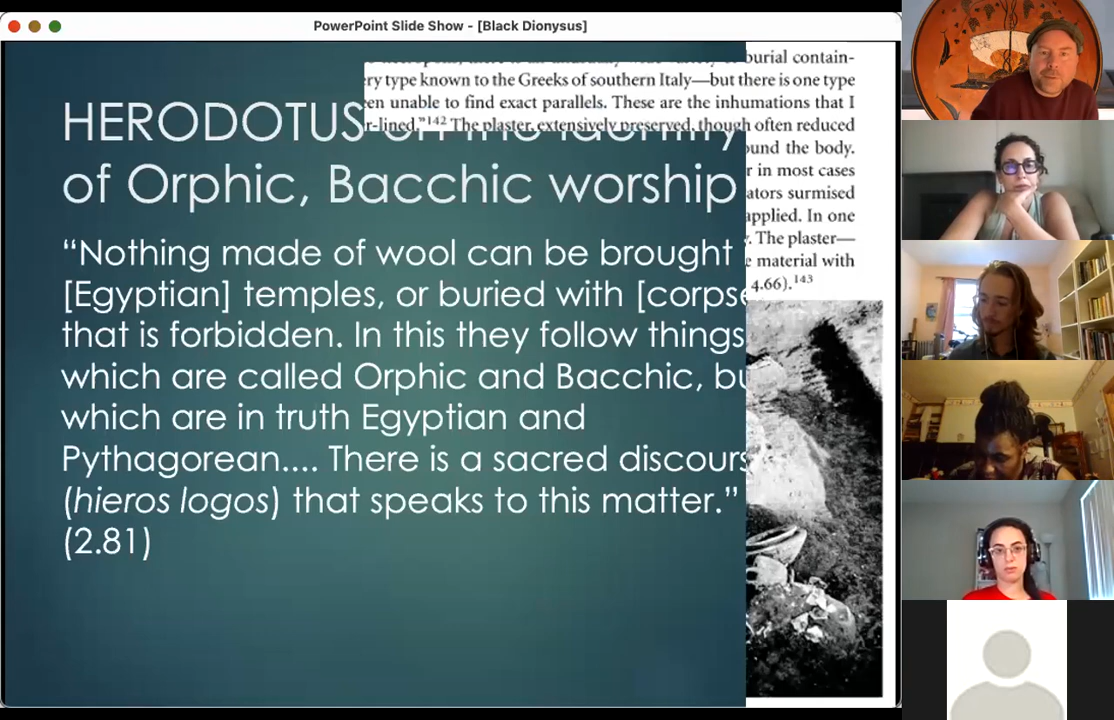 PowerPoint Slide Show - [Black Dionysus]
HERODOTUS on the identity
of Orphic, Bacchic worship
“Nothing made of wool can be brought
[Egyptian] temples, or buried with [corpse
that is forbidden. In this they follow things
which are called Orphic and Bacchic, bu
which are in truth Egyptian and
Pythagorean.... There is a sacred discours
(hieros logos) that speaks to this matter.”
(2.81)
burial contain-
ry type known to the Greeks of southern Italy—but there is one type
en unable to find exact parallels. These are the inhumations that I
r-lined.”142 The plaster, extensively preserved, though often reduced
ound the body.
r in most cases
ators surmised
applied. In one
. The plaster—
e material with
4.66).143